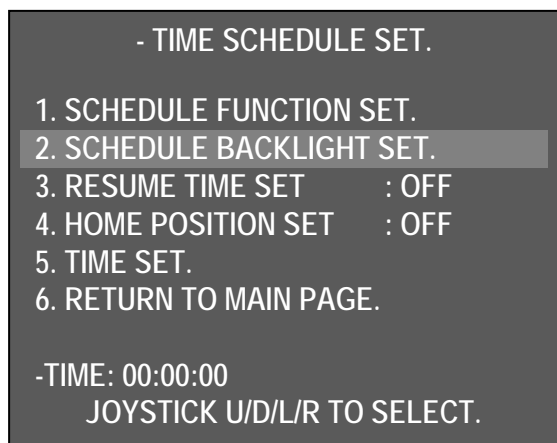 - TIME SCHEDULE SET.
1. SCHEDULE FUNCTION SET.
2. SCHEDULE BACKLIGHT SET.
3. RESUME TIME SET : OFF
4. HOME POSITION SET : OFF
5. TIME SET.
6. RETURN TO MAIN PAGE.
-TIME: 00:00:00
JOYSTICK U/D/L/R TO SELECT.